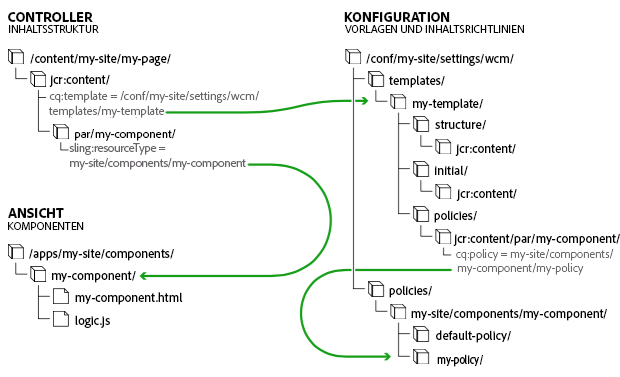 CONTROLLER
INHALTSSTRUKTUR
/content/my-site/my-page/
jcr:content/
cq:template = /conf/my-site/settings/wcm/
templates/my-template
par/my-component/
sling:resourceType =
my-site/components/my-component
ANSICHT
KOMPONENTEN
/apps/my-site/components/
my-component/
my-component.html
logic.js
KONFIGURATION
VORLAGEN UND INHALTSRICHTLINIEN
/conf/my-site/settings/wcm/
templates/
my-template/
structure/
jcr:content/
initial/
jcr:content/
policies/
jcr:content/par/my-component/
cq:policy = my-site/components/
my-component/my-policy
policies/
my-site/components/my-component/
default-policy/
my-policy/